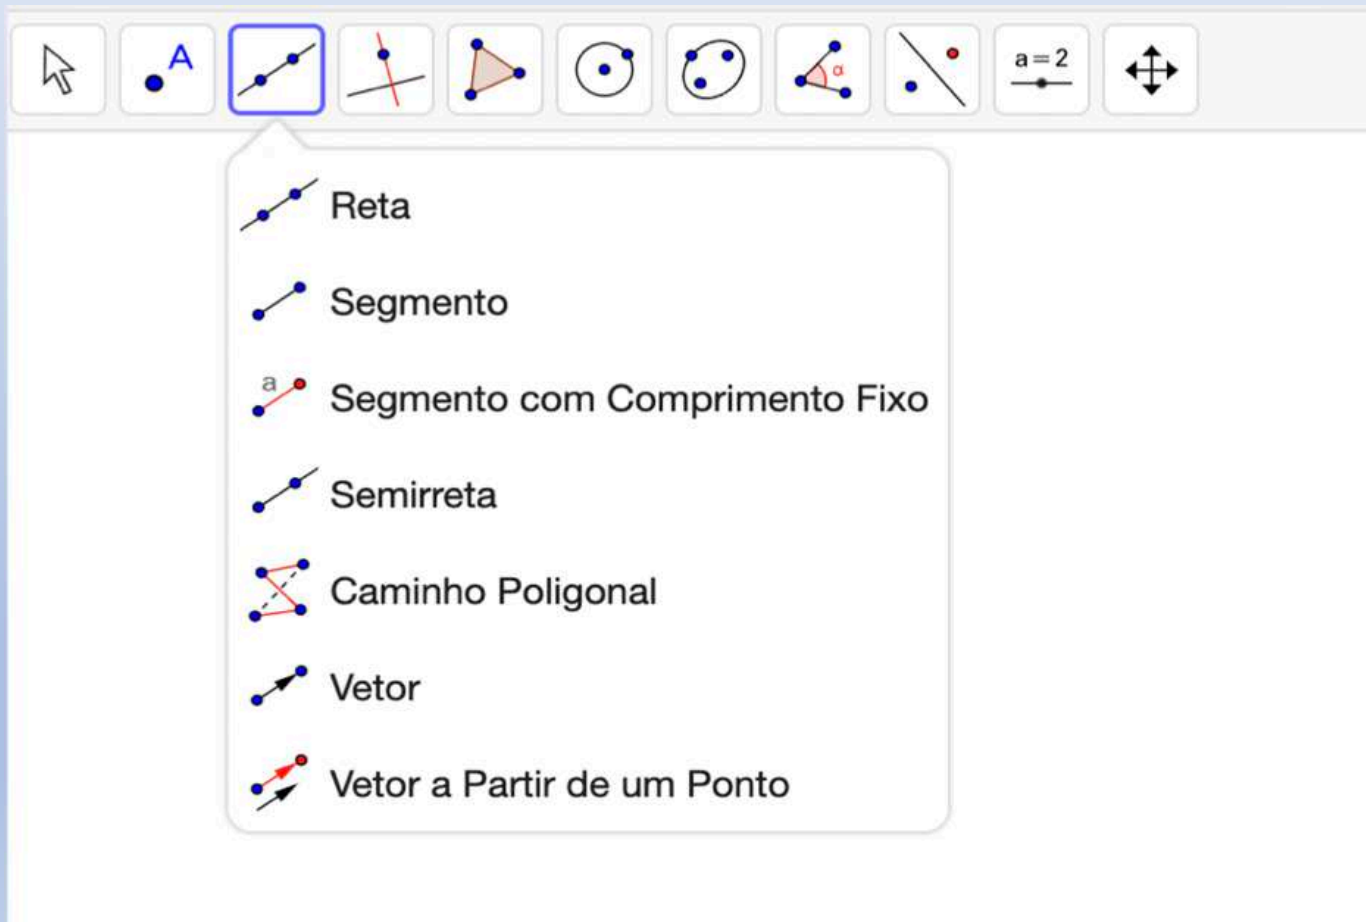 A
α
a=2
Reta
Segmento
a
Segmento com Comprimento Fixo
Semirreta
Caminho Poligonal
Vetor
Vetor a Partir de um Ponto